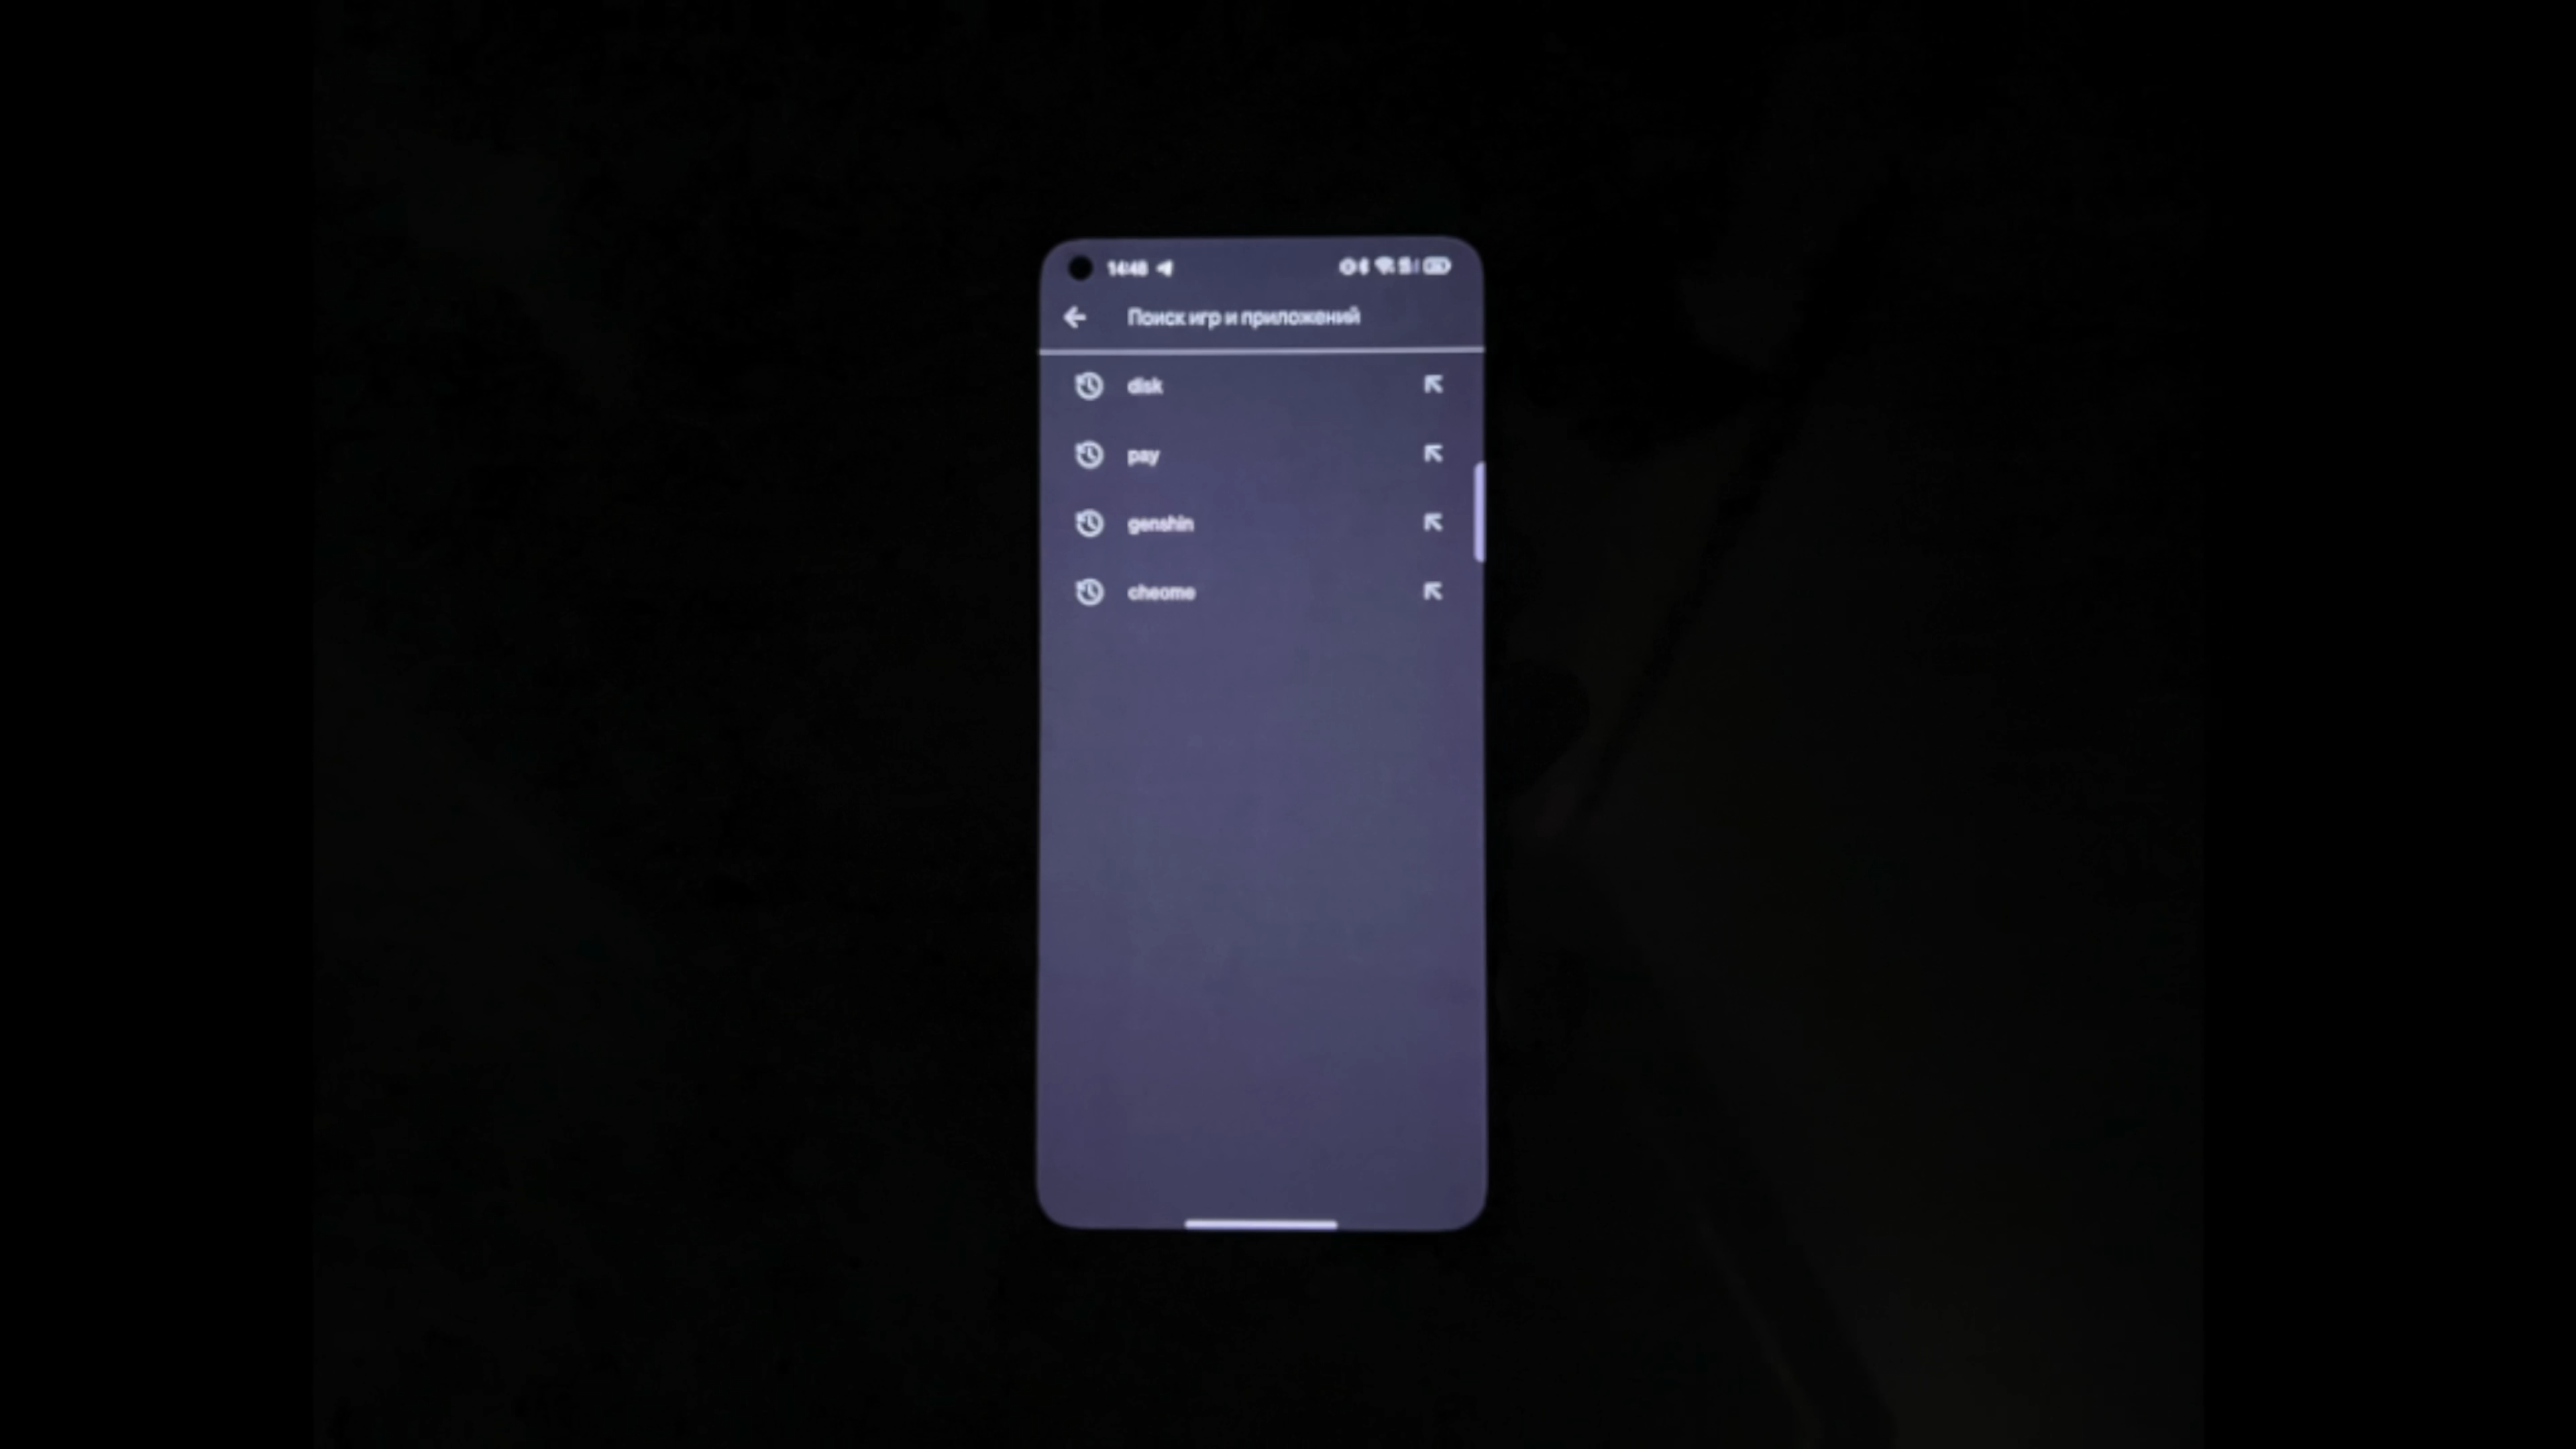 14:48
Поиск игр и приложений
disk
pay
genshin
cheome